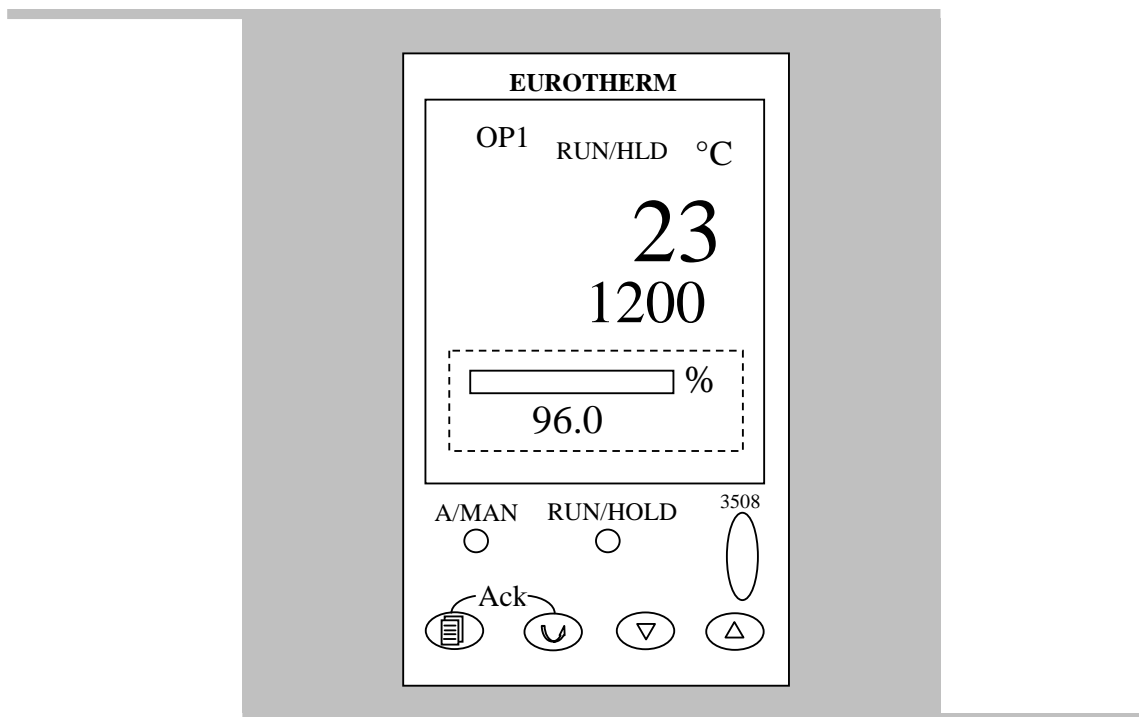 EUROTHERM
OP1 RUN/HLD °C
23
1200
%
96.0
A/MAN RUN/HOLD 3508
Ack